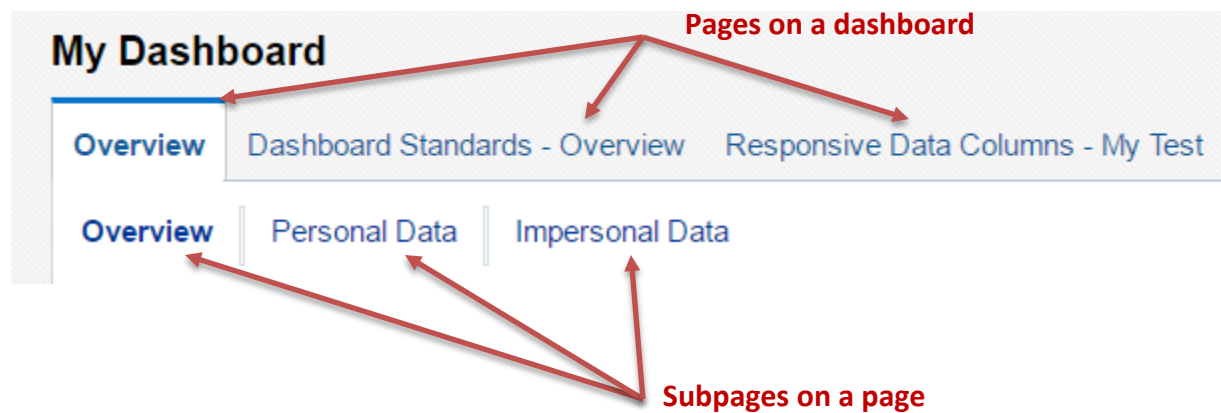 Pages on a dashboard
My Dashboard
Overview Dashboard Standards - Overview Responsive Data Columns - My Test
Overview Personal Data Impersonal Data
Subpages on a page